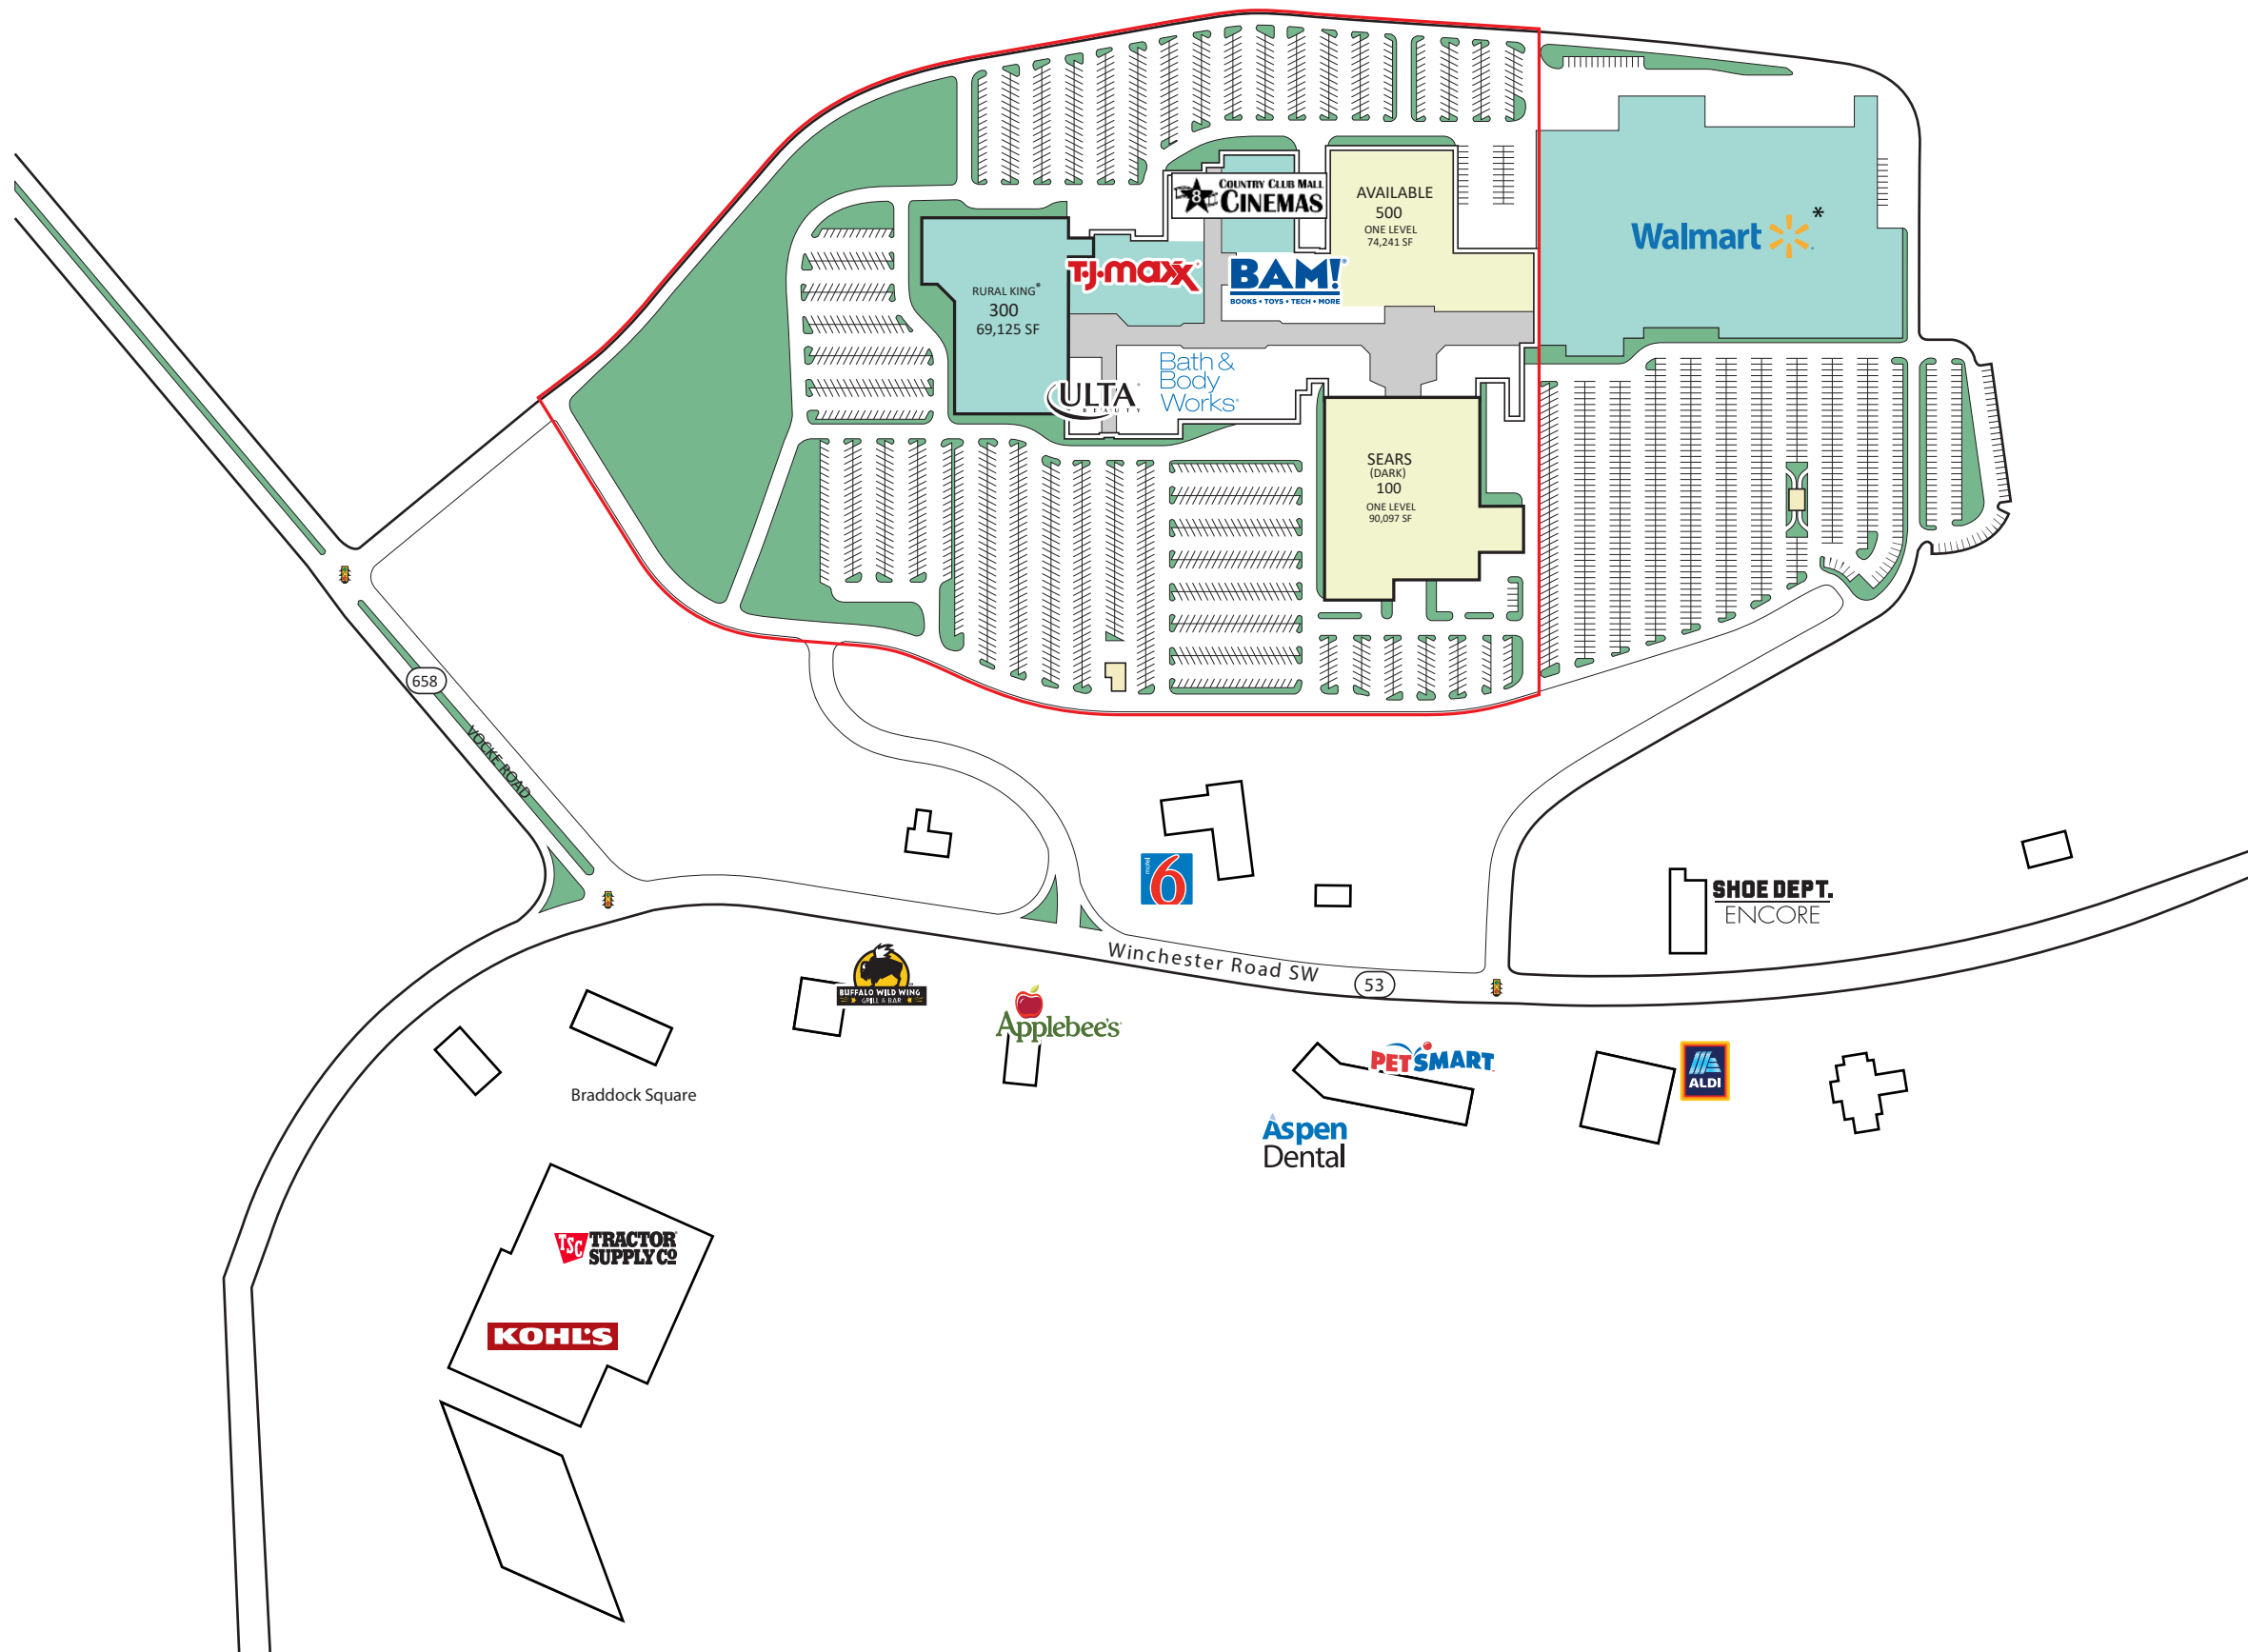 COUNTRY CLUB MALL
8 CINEMAS
AVAILABLE
500
ONE LEVEL
74,241 SF
Walmart *
T·J·maxx
BAM!
BOOKS • TOYS • TECH • MORE
RURAL KING*
300
69,125 SF
Bath &
Body
Works
ULTA
BEAUTY
SEARS
(DARK)
100
ONE LEVEL
90,097 SF
658
VOCKE ROAD
motel
6
SHOE DEPT.
ENCORE
Winchester Road SW
53
BUFFALO WILD WING
GRILL & BAR
Applebee's
PETSMART
ALDI
Braddock Square
Aspen
Dental
TSC TRACTOR
SUPPLY CO
KOHL'S